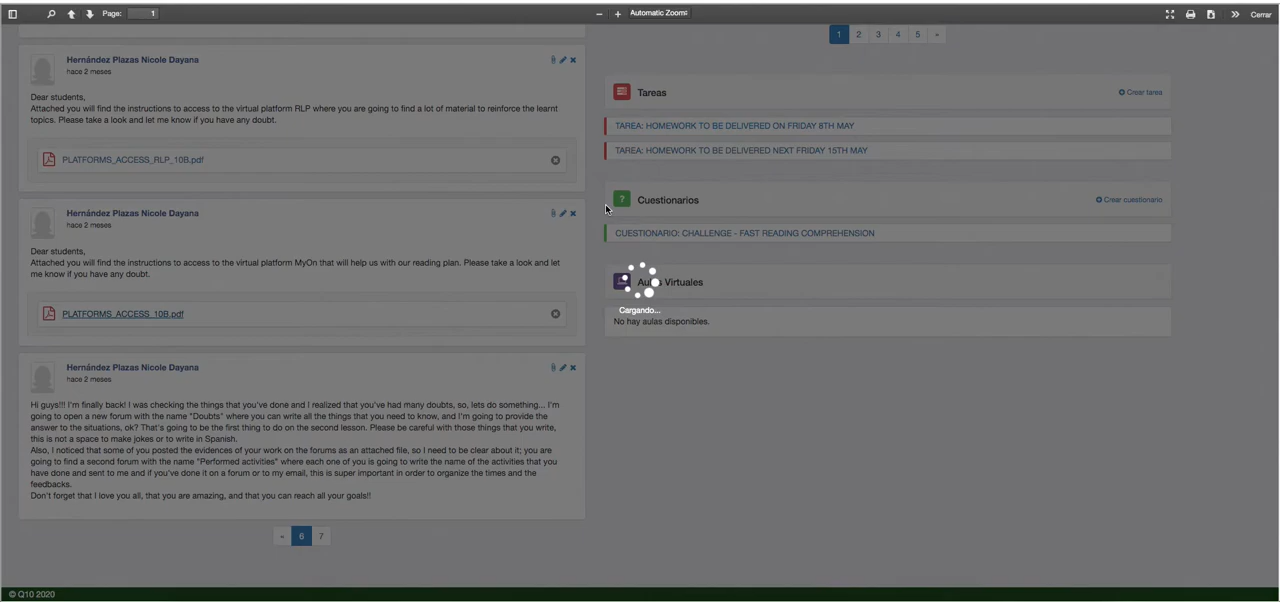 Page: 1
Automatic Zoom
Cerrar
Hernández Plazas Nicole Dayana
hace 2 meses
Dear students,
Attached you will find the instructions to access to the virtual platform RLP where you are going to find a lot of material to reinforce the learnt
topics. Please take a look and let me know if you have any doubt.
PLATFORMS_ACCESS_RLP_10B.pdf
Hernández Plazas Nicole Dayana
hace 2 meses
Dear students,
Attached you will find the instructions to access to the virtual platform MyOn that will help us with our reading plan. Please take a look and let
me know if you have any doubt.
PLATFORMS_ACCESS_10B.pdf
Hernández Plazas Nicole Dayana
hace 2 meses
Hi guys!!! I'm finally back! I was checking the things that you've done and I realized that you've had many doubts, so, lets do something... I'm
going to open a new forum with the name "Doubts" where you can write all the things that you need to know, and I'm going to provide the
answer to the situations, ok? That's going to be the first thing to do on the second lesson. Please be careful with those things that you write,
this is not a space to make jokes or to write in Spanish.
Also, I noticed that some of you posted the evidences of your work on the forums as an attached file, so I need to be clear about it; you are
going to find a second forum with the name "Performed activities" where each one of you is going to write the name of the activities that you
have done and sent to me and if you've done it on a forum or to my email, this is super important in order to organize the times and the
feedbacks.
Don't forget that I love you all, that you are amazing, and that you can reach all your goals!!
« 6 7
1 2 3 4 5 »
Tareas
Crear tarea
TAREA: HOMEWORK TO BE DELIVERED ON FRIDAY 8TH MAY
TAREA: HOMEWORK TO BE DELIVERED NEXT FRIDAY 15TH MAY
? Cuestionarios
Crear cuestionario
CUESTIONARIO: CHALLENGE - FAST READING COMPREHENSION
Aulas Virtuales
Cargando...
No hay aulas disponibles.
© Q10 2020